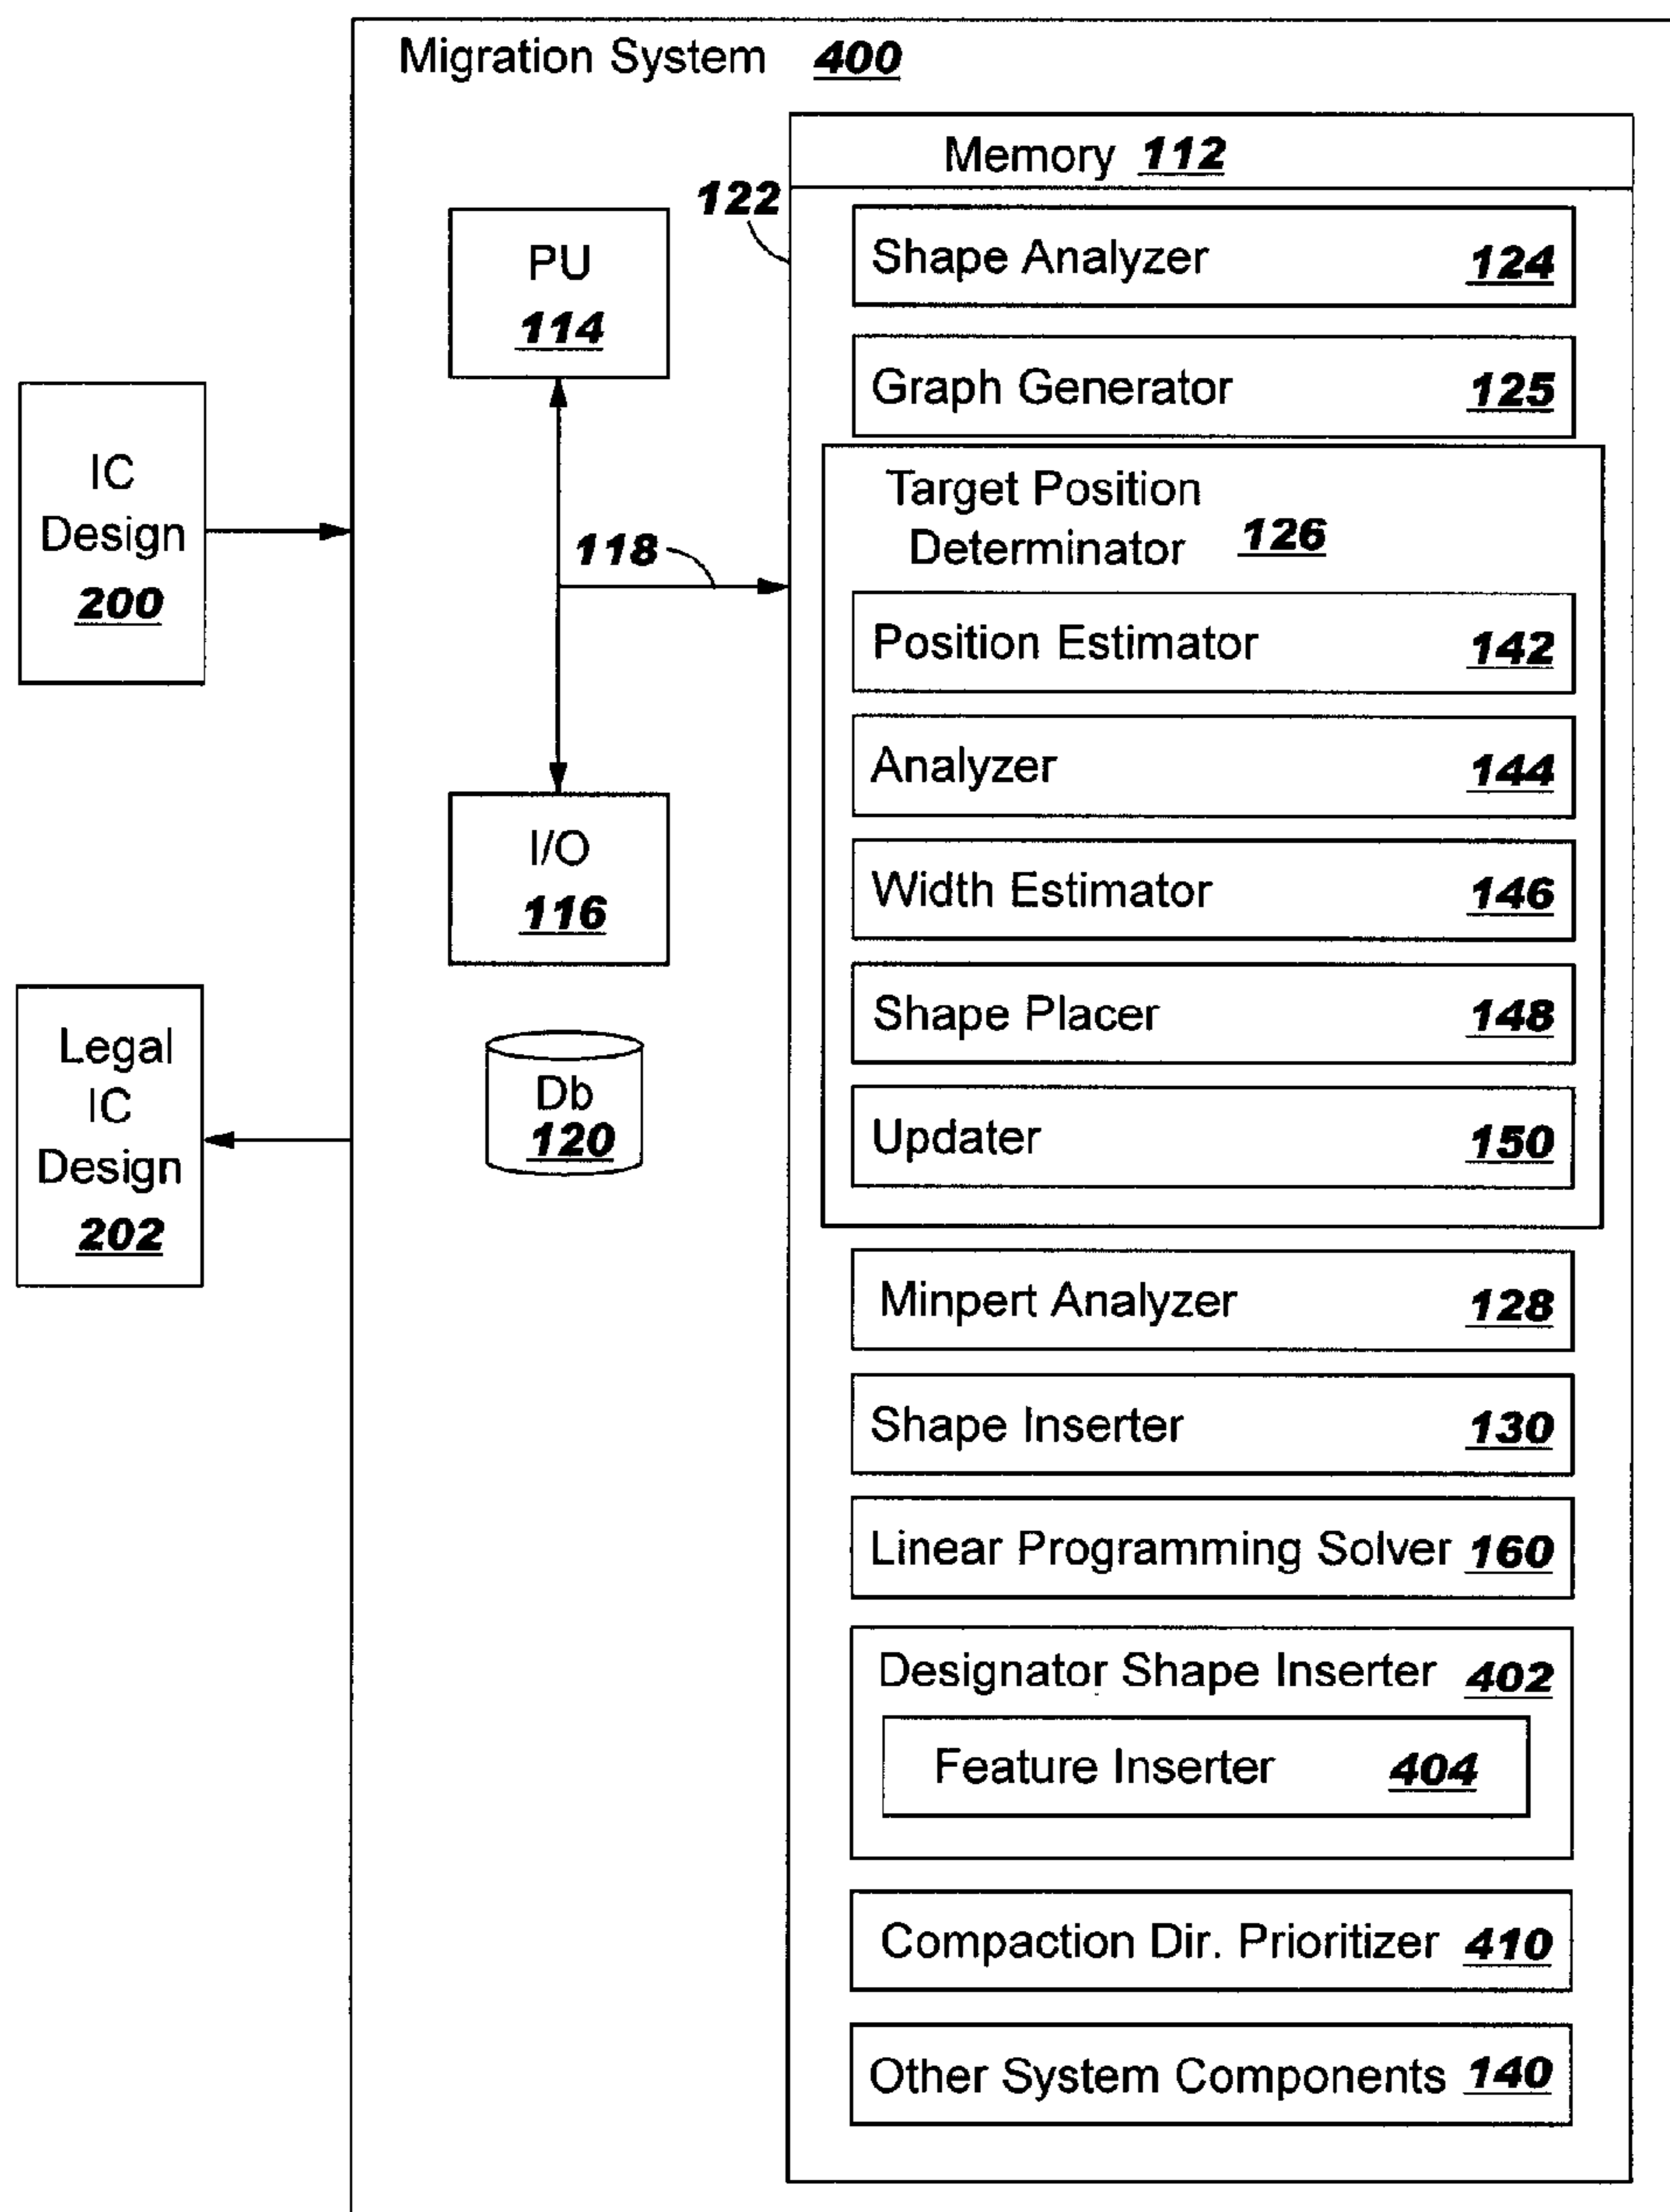 Migration System 400
Memory 112
122
Shape Analyzer 124
PU
114
Graph Generator 125
IC
Design
200
Target Position
Determinator 126
118
Position Estimator 142
Analyzer 144
I/O
116
Width Estimator 146
Shape Placer 148
Legal
IC
Design
202
Db
120
Updater 150
Minpert Analyzer 128
Shape Inserter 130
Linear Programming Solver 160
Designator Shape Inserter 402
Feature Inserter 404
Compaction Dir. Prioritizer 410
Other System Components 140